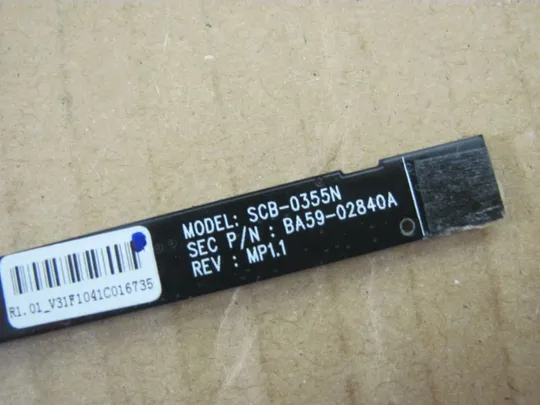 MODEL: SCB-0355N
SEC P/N : BA59-02840A
REV : MP1.1
R1.01_V31F1041C016735